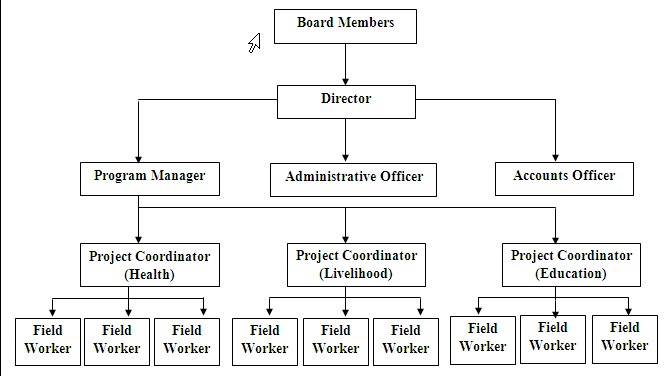 Board Members
Director
Program Manager
Administrative Officer
Accounts Officer
Project Coordinator
(Health)
Project Coordinator
(Livelihood)
Project Coordinator
(Education)
Field
Worker
Field
Worker
Field
Worker
Field
Worker
Field
Worker
Field
Worker
Field
Worker
Field
Worker
Field
Worker